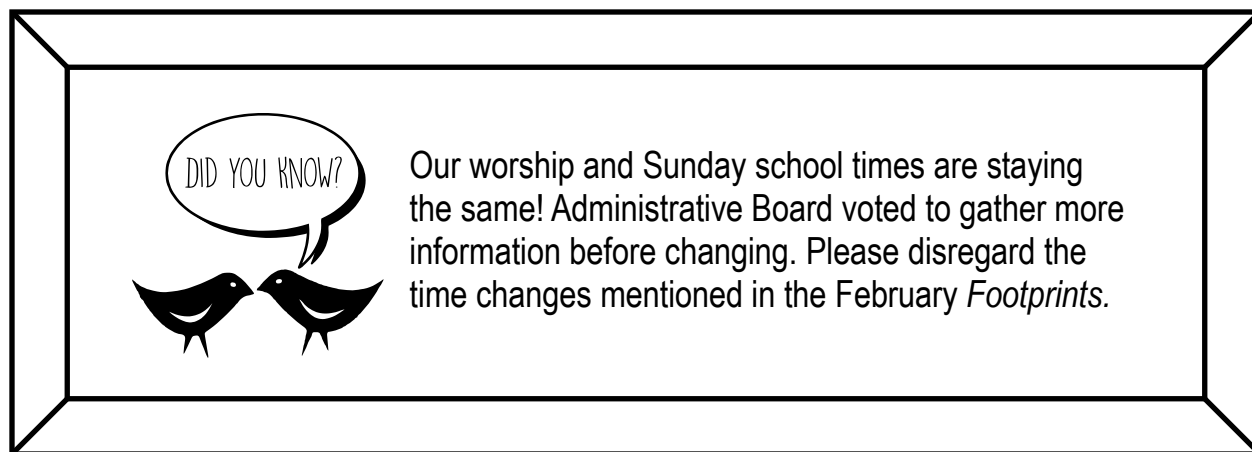 DID YOU KNOW?
Our worship and Sunday school times are staying
the same! Administrative Board voted to gather more
information before changing. Please disregard the
time changes mentioned in the February Footprints.